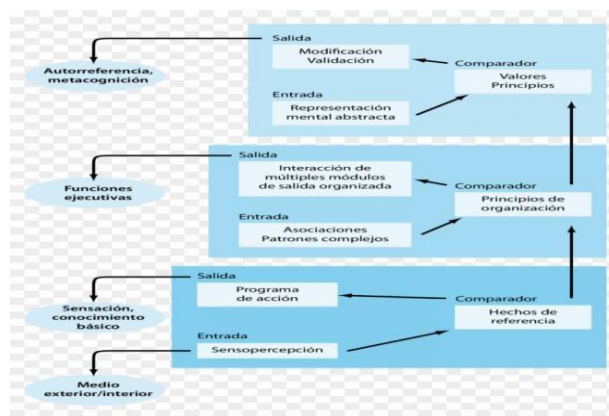 Salida
Modificación
Validación
Autorreferencia,
metacognición
Comparador
Valores
Principios
Entrada
Representación
mental abstracta
Salida
Interacción de
múltiples módulos
de salida organizada
Funciones
ejecutivas
Comparador
Principios de
organización
Entrada
Asociaciones
Patrones complejos
Salida
Programa
de acción
Sensación,
conocimiento
básico
Comparador
Hechos de
referencia
Entrada
Sensopercepción
Medio
exterior/interior